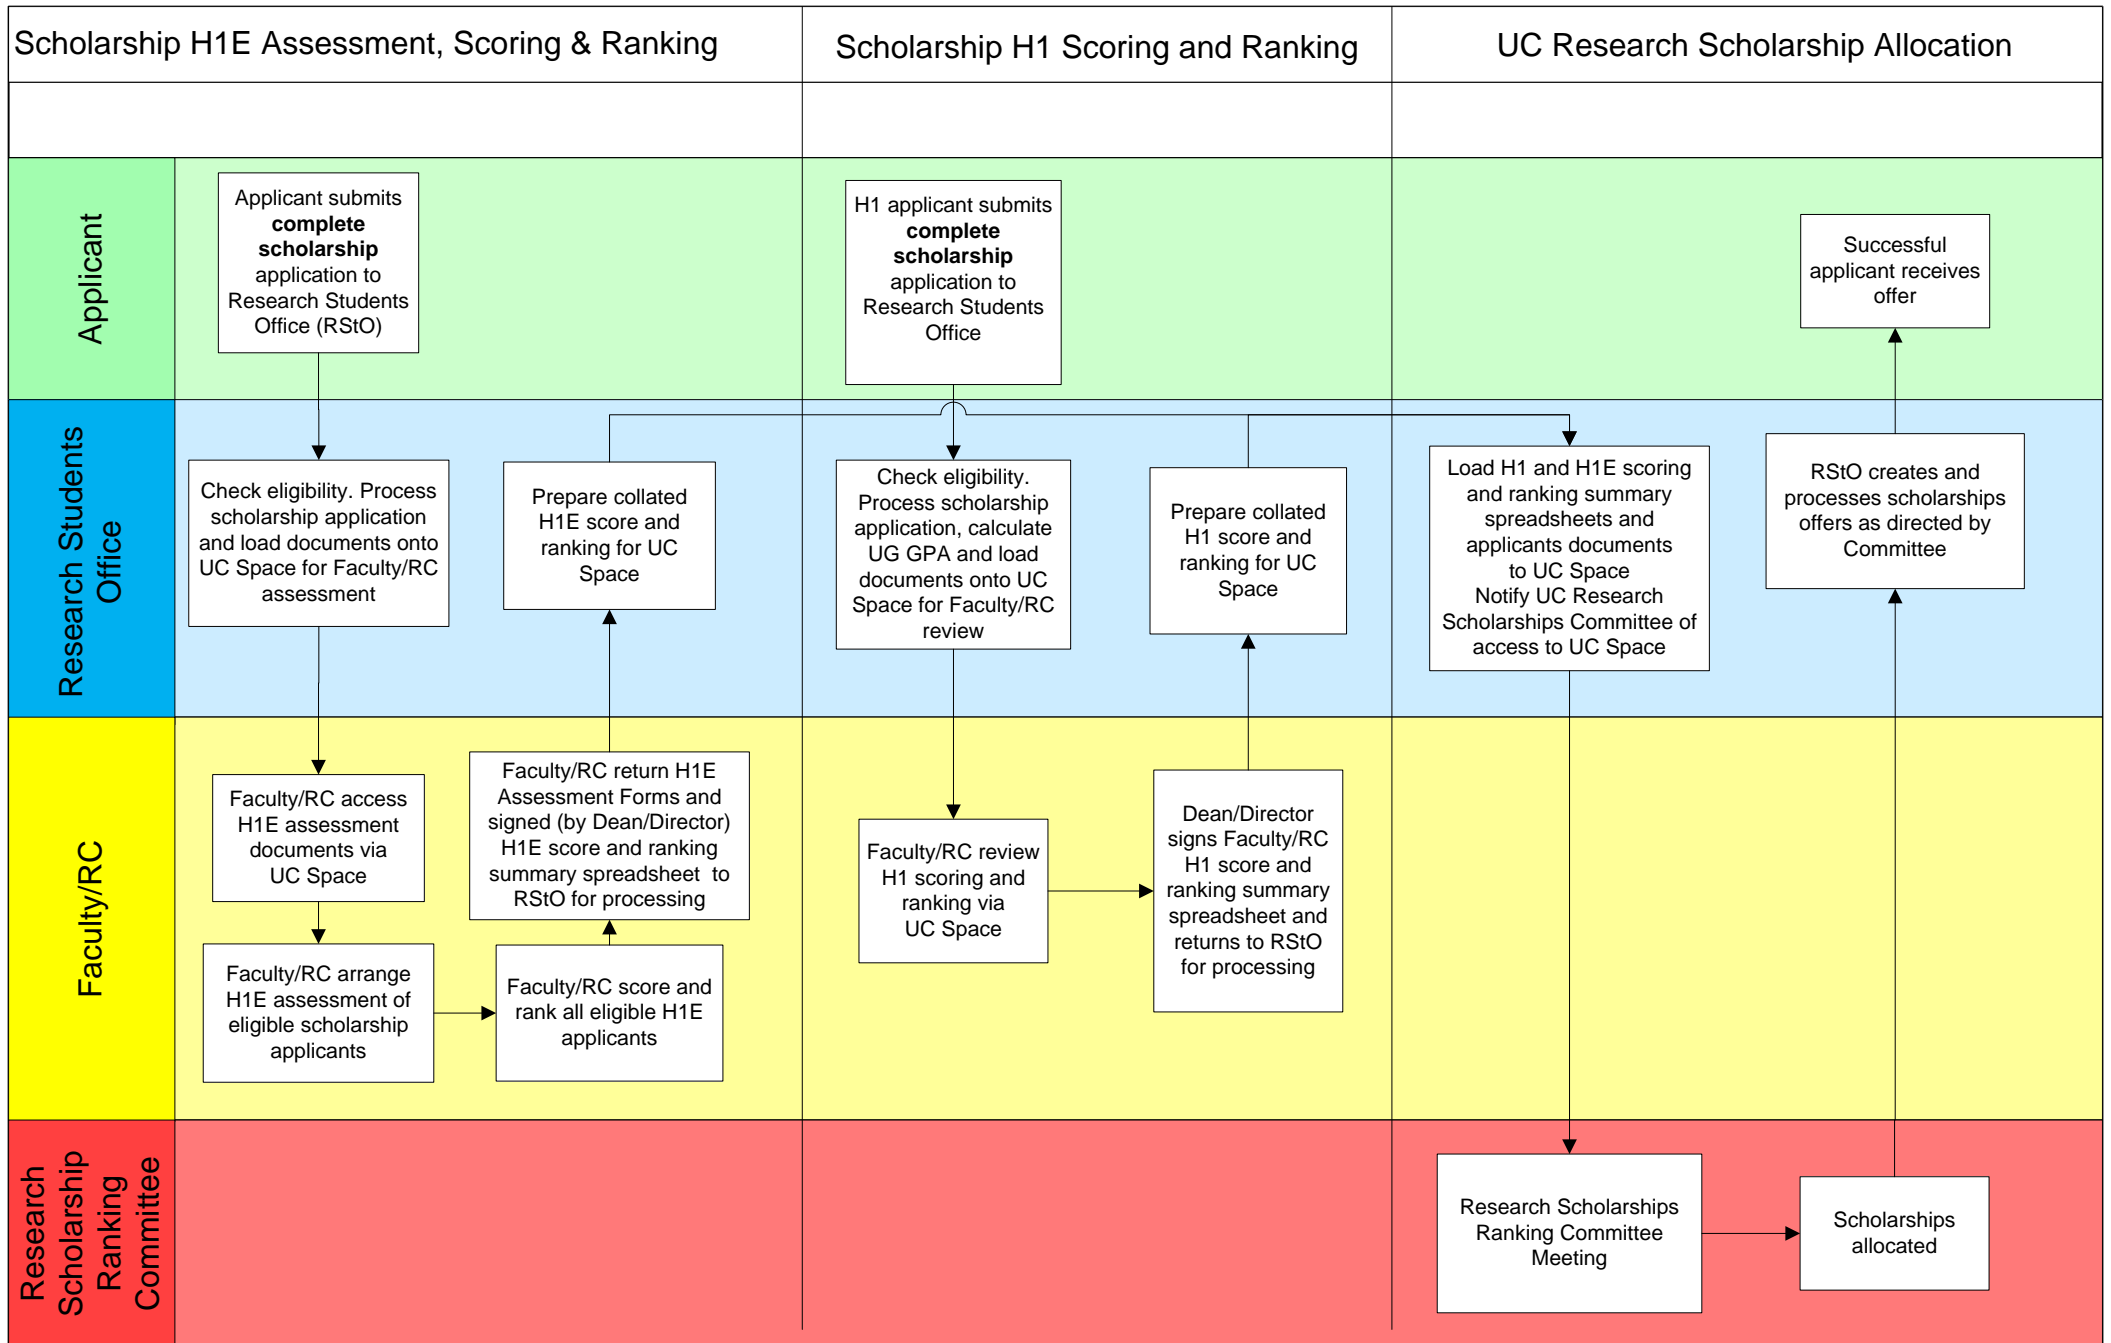 Scholarship H1E Assessment, Scoring & Ranking
Scholarship H1 Scoring and Ranking
UC Research Scholarship Allocation
Applicant
Applicant submits
complete
scholarship
application to
Research Students
Office (RStO)
H1 applicant submits
complete
scholarship
application to
Research Students
Office
Successful
applicant receives
offer
Research Students
Office
Check eligibility. Process
scholarship application
and load documents onto
UC Space for Faculty/RC
assessment
Prepare collated
H1E score and
ranking for UC
Space
Check eligibility.
Process scholarship
application, calculate
UG GPA and load
documents onto UC
Space for Faculty/RC
review
Prepare collated
H1 score and
ranking for UC
Space
Load H1 and H1E scoring
and ranking summary
spreadsheets and
applicants documents
to UC Space
Notify UC Research
Scholarships Committee of
access to UC Space
RStO creates and
processes scholarships
offers as directed by
Committee
Faculty/RC
Faculty/RC access
H1E assessment
documents via
UC Space
Faculty/RC return H1E
Assessment Forms and
signed (by Dean/Director)
H1E score and ranking
summary spreadsheet to
RStO for processing
Faculty/RC arrange
H1E assessment of
eligible scholarship
applicants
Faculty/RC score and
rank all eligible H1E
applicants
Faculty/RC review
H1 scoring and
ranking via
UC Space
Dean/Director
signs Faculty/RC
H1 score and
ranking summary
spreadsheet and
returns to RStO
for processing
Research
Scholarship
Ranking
Committee
Research Scholarships
Ranking Committee
Meeting
Scholarships
allocated